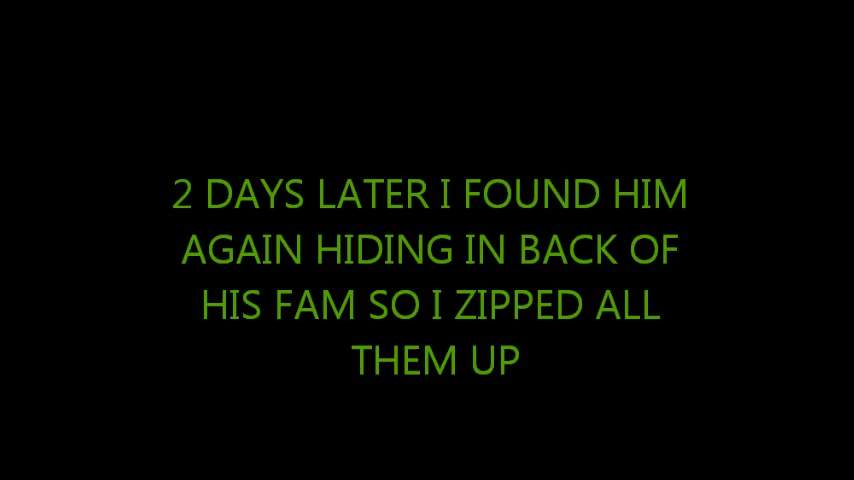 2 DAYS LATER I FOUND HIM
AGAIN HIDING IN BACK OF
HIS FAM SO I ZIPPED ALL
THEM UP